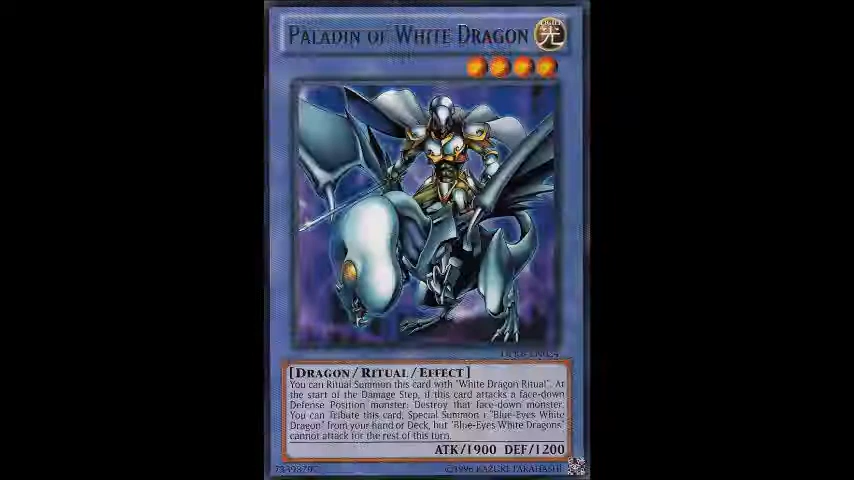 PALADIN OF WHITE DRAGON
LIGHT
光
[DRAGON/RITUAL/EFFECT]
You can Ritual Summon this card with "White Dragon Ritual". At
the start of the Damage Step, if this card attacks a face-down
Defense Position monster: Destroy that face-down monster.
You can Tribute this card; Special Summon 1 "Blue-Eyes White
Dragon" from your hand or Deck, but "Blue-Eyes White Dragons"
cannot attack for the rest of this turn.
ATK/1900 DEF/1200
©1996 KAZUKI TAKAHASHI